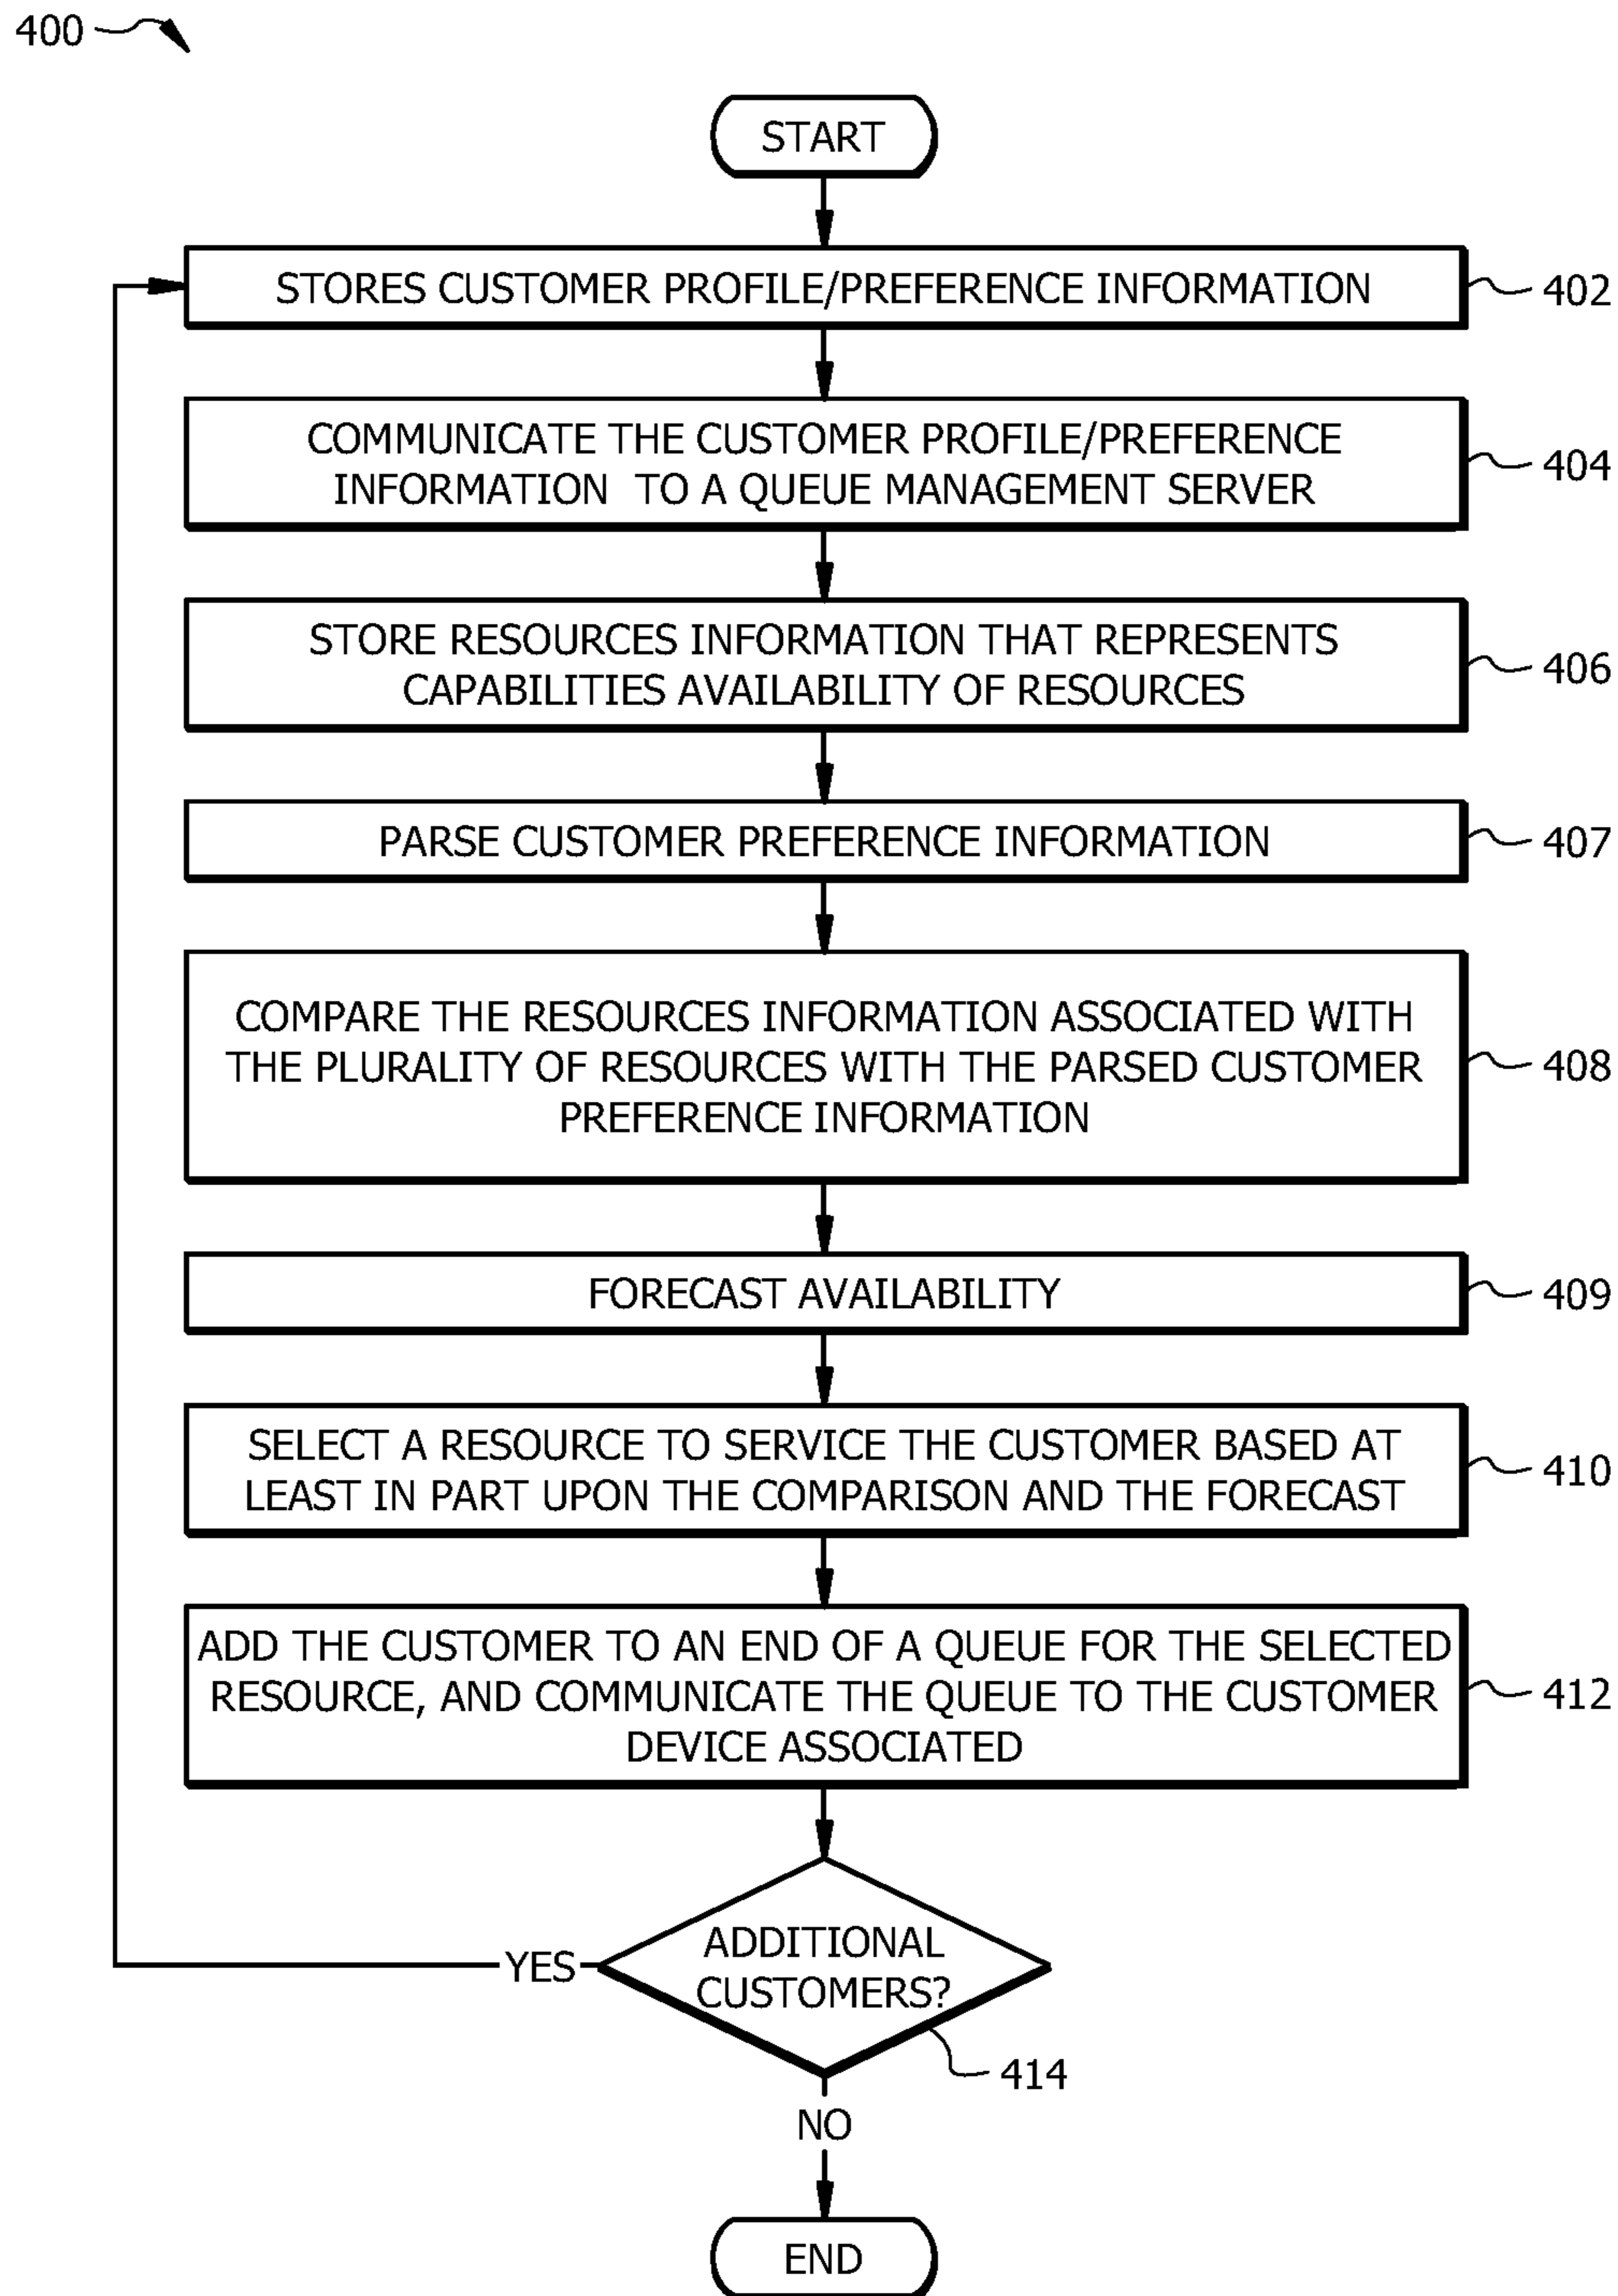 400
START
STORES CUSTOMER PROFILE/PREFERENCE INFORMATION
402
COMMUNICATE THE CUSTOMER PROFILE/PREFERENCE
INFORMATION TO A QUEUE MANAGEMENT SERVER
404
STORE RESOURCES INFORMATION THAT REPRESENTS
CAPABILITIES AVAILABILITY OF RESOURCES
406
PARSE CUSTOMER PREFERENCE INFORMATION
407
COMPARE THE RESOURCES INFORMATION ASSOCIATED WITH
THE PLURALITY OF RESOURCES WITH THE PARSED CUSTOMER
PREFERENCE INFORMATION
408
FORECAST AVAILABILITY
409
SELECT A RESOURCE TO SERVICE THE CUSTOMER BASED AT
LEAST IN PART UPON THE COMPARISON AND THE FORECAST
410
ADD THE CUSTOMER TO AN END OF A QUEUE FOR THE SELECTED
RESOURCE, AND COMMUNICATE THE QUEUE TO THE CUSTOMER
DEVICE ASSOCIATED
412
ADDITIONAL
CUSTOMERS?
YES
414
NO
END